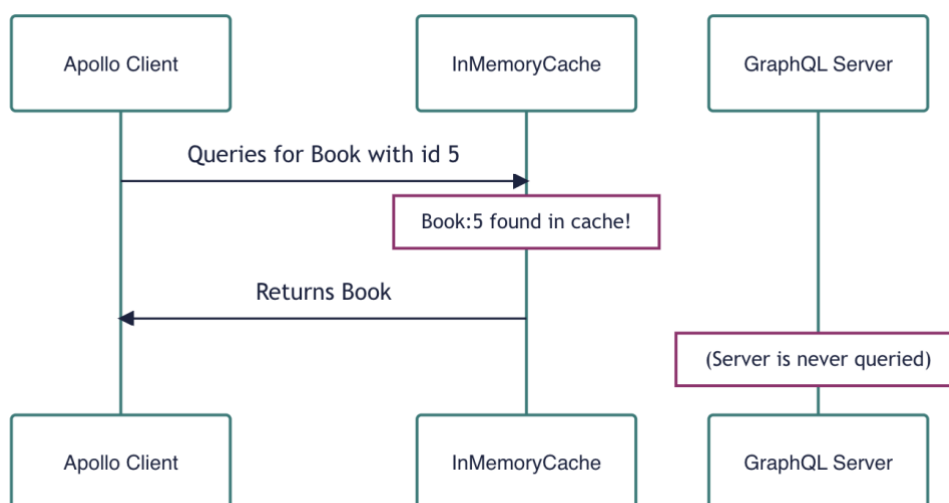 Apollo Client
InMemoryCache
GraphQL Server
Queries for Book with id 5
Book:5 found in cache!
Returns Book
(Server is never queried)
Apollo Client
InMemoryCache
GraphQL Server